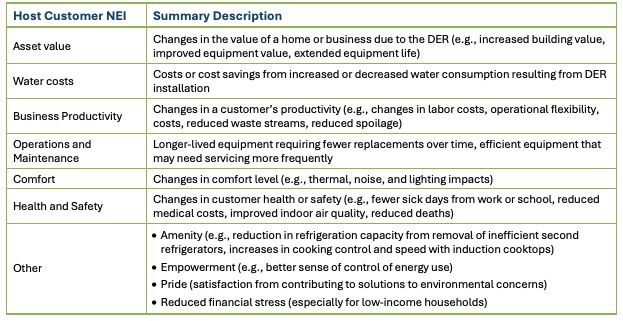 Host Customer NEI
Summary Description
Asset value
Changes in the value of a home or business due to the DER (e.g., increased building value,
improved equipment value, extended equipment life)
Water costs
Costs or cost savings from increased or decreased water consumption resulting from DER
installation
Business Productivity
Changes in a customer's productivity (e.g., changes in labor costs, operational flexibility,
costs, reduced waste streams, reduced spoilage)
Operations and
Maintenance
Longer-lived equipment requiring fewer replacements over time, efficient equipment that
may need servicing more frequently
Comfort
Changes in comfort level (e.g., thermal, noise, and lighting impacts)
Health and Safety
Changes in customer health or safety (e.g., fewer sick days from work or school, reduced
medical costs, improved indoor air quality, reduced deaths)
Other
• Amenity (e.g., reduction in refrigeration capacity from removal of inefficient second
refrigerators, increases in cooking control and speed with induction cooktops)
• Empowerment (e.g., better sense of control of energy use)
• Pride (satisfaction from contributing to solutions to environmental concerns)
• Reduced financial stress (especially for low-income households)